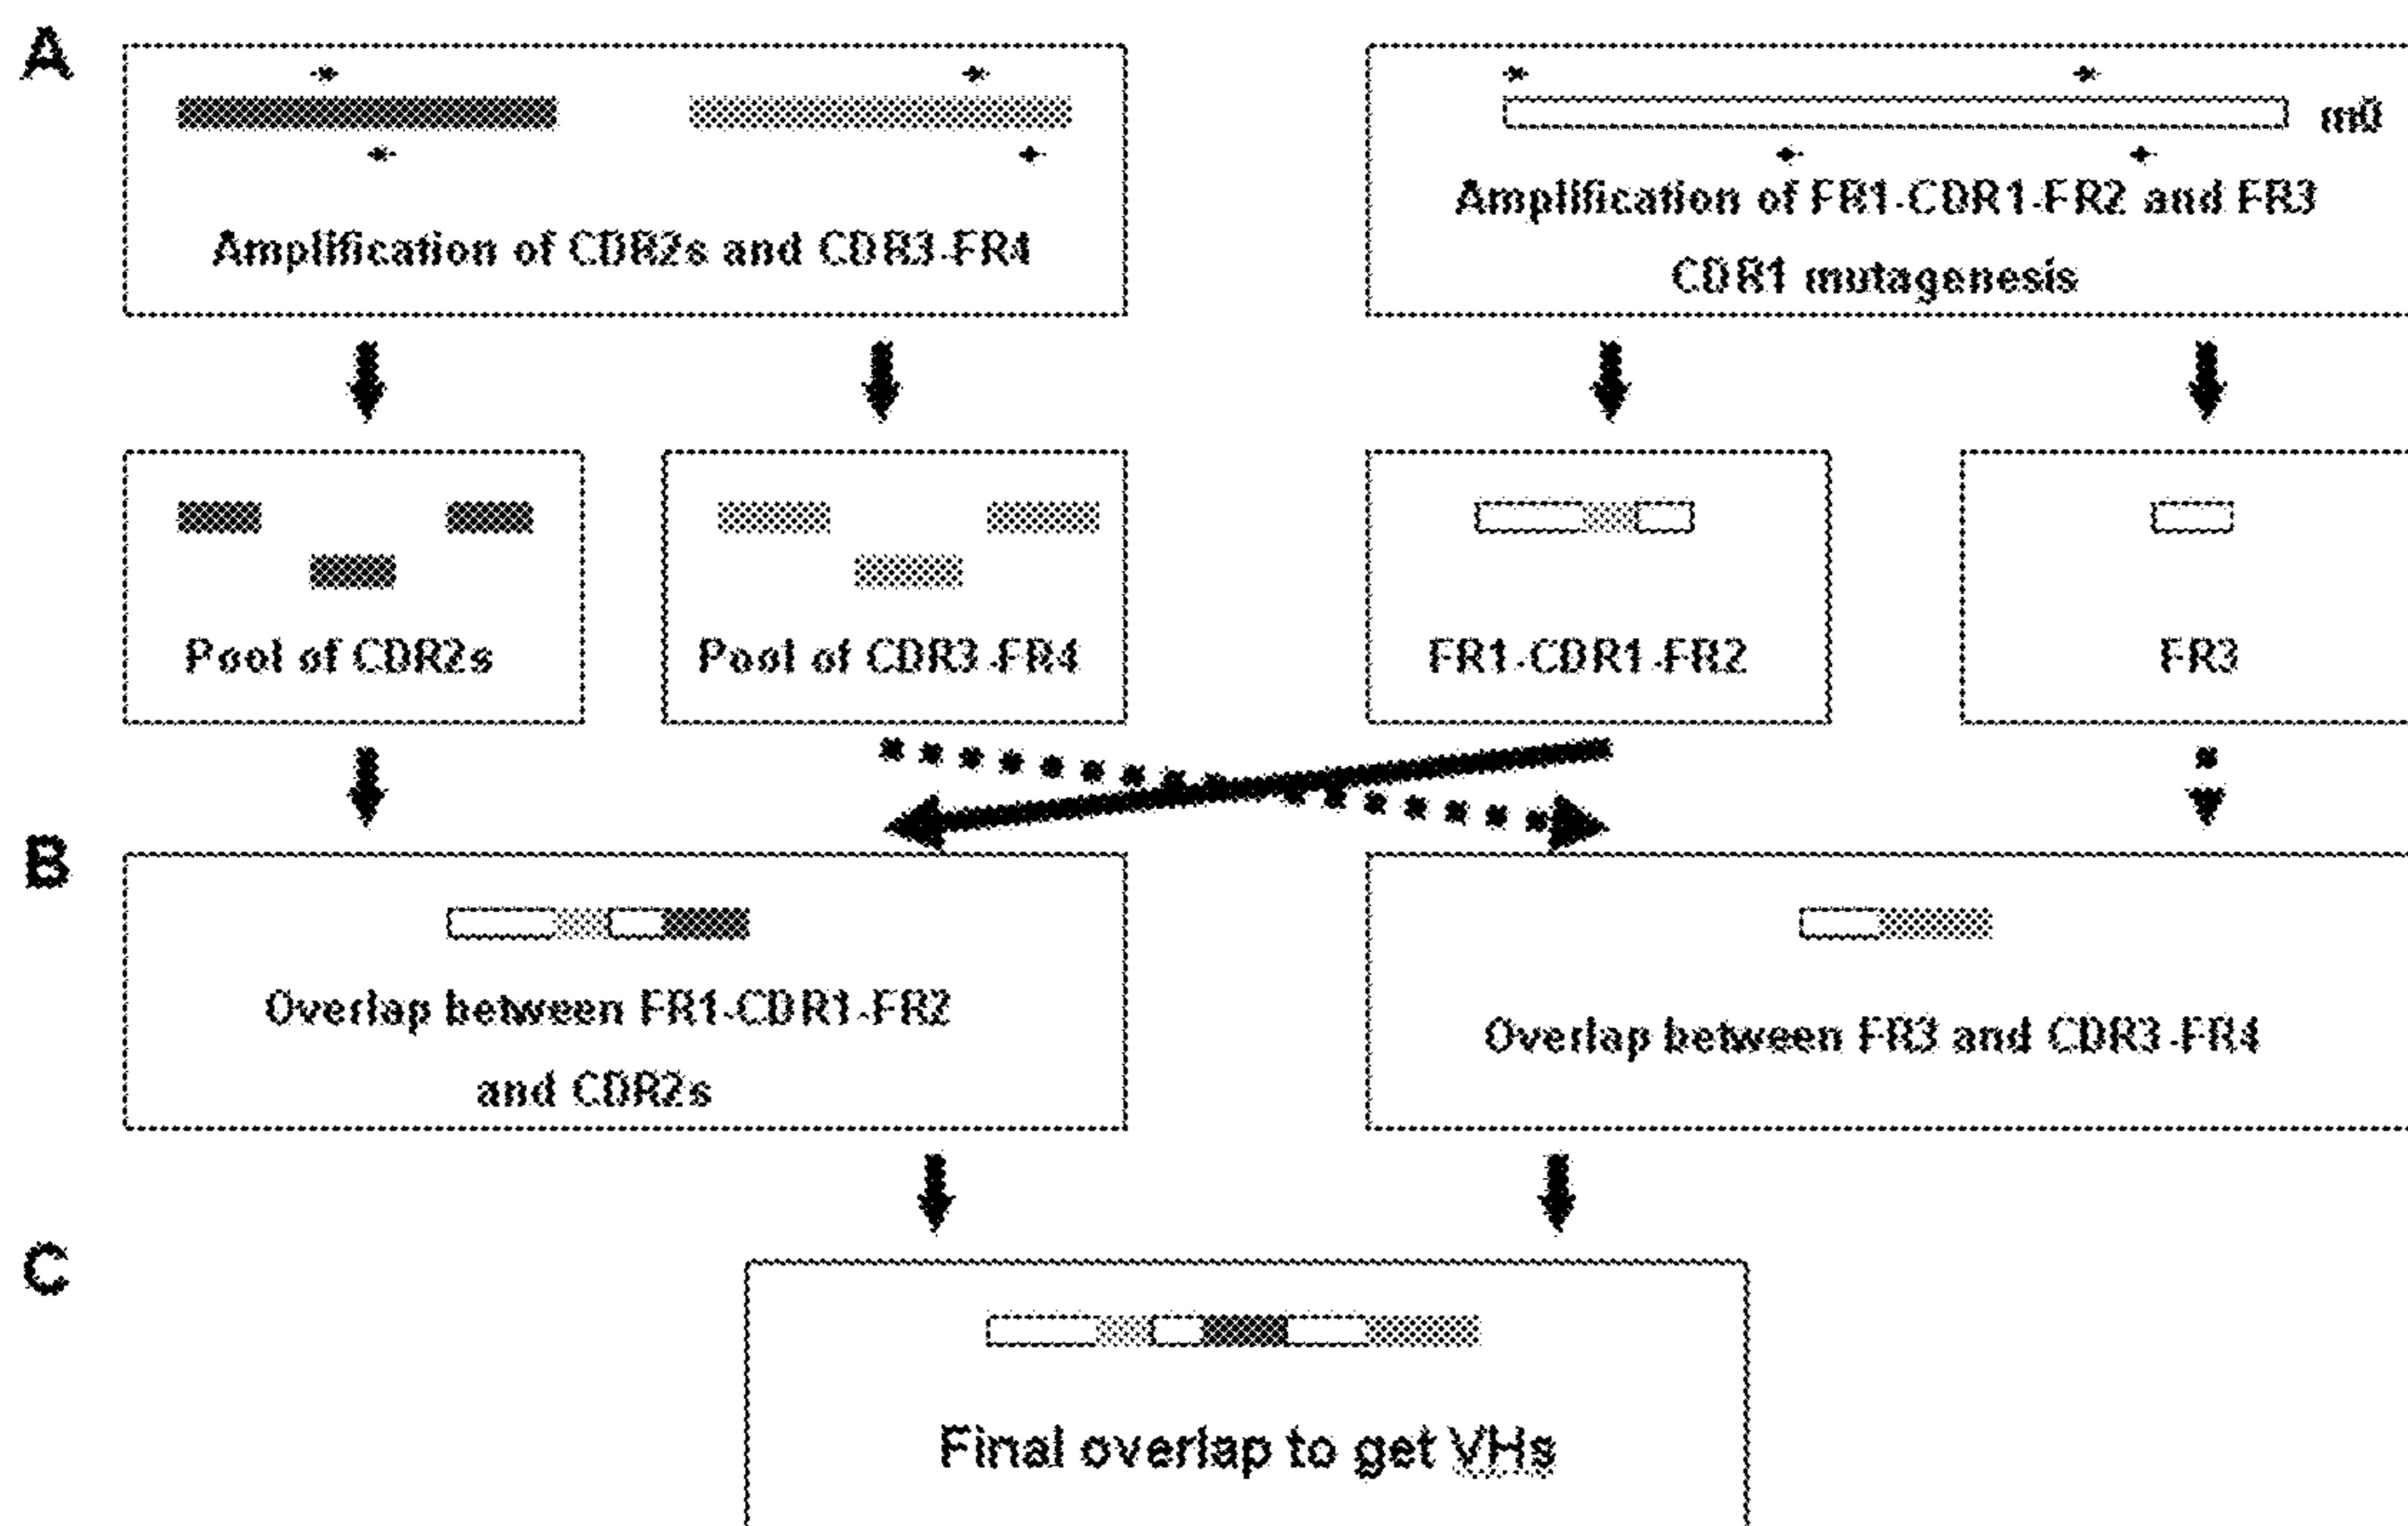 A
m0
Amplification of CDR2s and CDR3-FR4
Amplification of FR1-CDR1-FR2 and FR3
CDR1 mutagenesis
Pool of CDR2s
Pool of CDR3-FR4
FR1-CDR1-FR2
FR3
B
Overlap between FR1-CDR1-FR2
and CDR2s
Overlap between FR3 and CDR3-FR4
C
Final overlap to get VHs